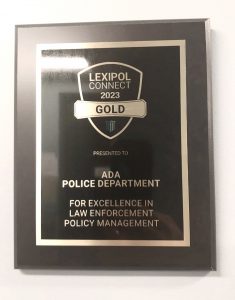 LEXIPOL
CONNECT
2023
GOLD
PRESENTED TO
ADA
POLICE DEPARTMENT
FOR EXCELLENCE IN
LAW ENFORCEMENT
POLICY MANAGEMENT